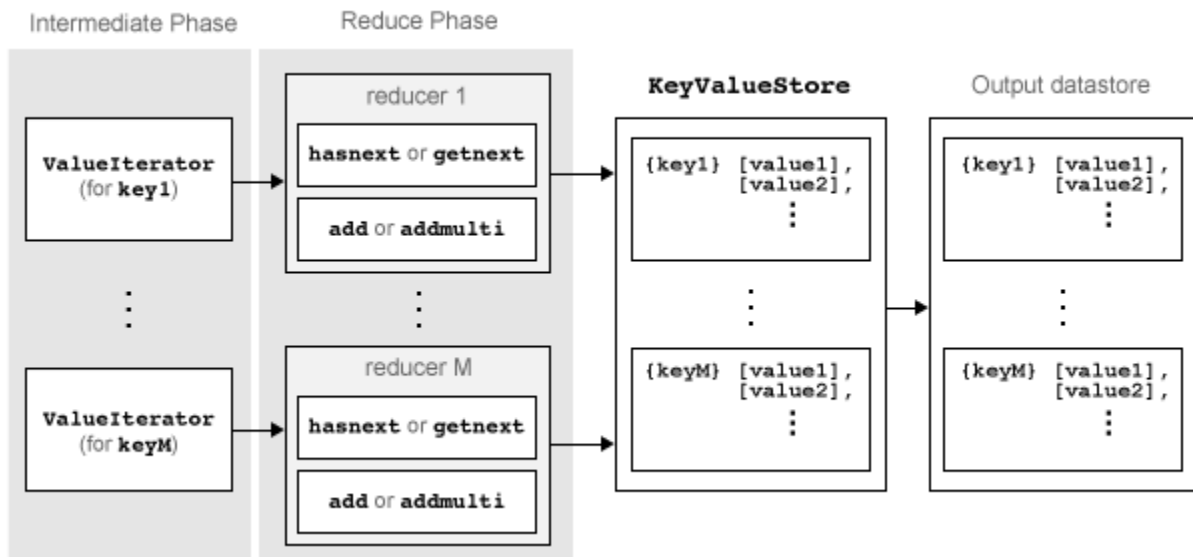 Intermediate Phase
Reduce Phase
KeyValueStore
Output datastore
ValueIterator
(for key1)
reducer 1
hasnext or getnext
add or addmulti
{key1} [value1],
[value2],
{key1} [value1],
[value2],
ValueIterator
(for keyM)
reducer M
hasnext or getnext
add or addmulti
{keyM} [value1],
[value2],
{keyM} [value1],
[value2],